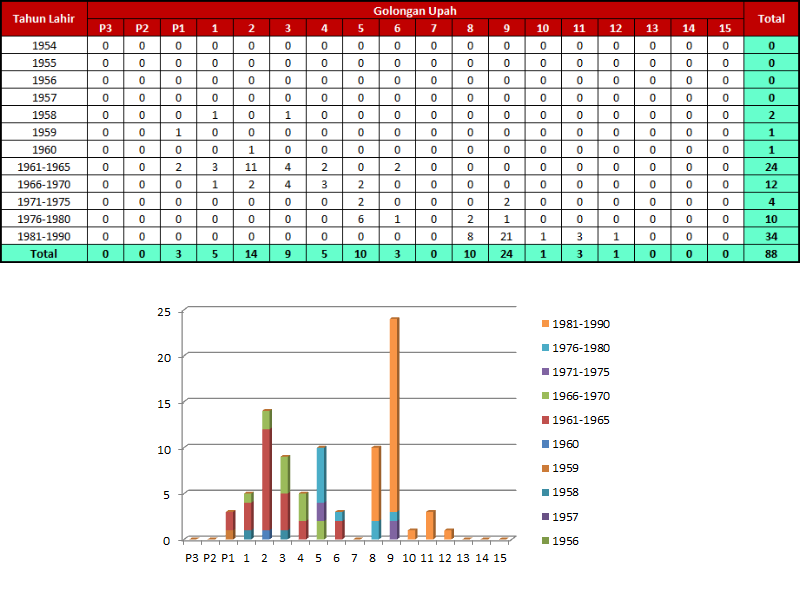 Tahun Lahir Golongan Upah Total
P3 P2 P1 1 2 3 4 5 6 7 8 9 10 11 12 13 14 15
1954 0 0 0 0 0 0 0 0 0 0 0 0 0 0 0 0 0 0 0
1955 0 0 0 0 0 0 0 0 0 0 0 0 0 0 0 0 0 0 0
1956 0 0 0 0 0 0 0 0 0 0 0 0 0 0 0 0 0 0 0
1957 0 0 0 0 0 0 0 0 0 0 0 0 0 0 0 0 0 0 0
1958 0 0 0 1 0 1 0 0 0 0 0 0 0 0 0 0 0 0 2
1959 0 0 1 0 0 0 0 0 0 0 0 0 0 0 0 0 0 0 1
1960 0 0 0 0 1 0 0 0 0 0 0 0 0 0 0 0 0 0 1
1961-1965 0 0 2 3 11 4 2 0 2 0 0 0 0 0 0 0 0 0 24
1966-1970 0 0 0 1 2 4 3 2 0 0 0 0 0 0 0 0 0 0 12
1971-1975 0 0 0 0 0 0 0 2 0 0 0 2 0 0 0 0 0 0 4
1976-1980 0 0 0 0 0 0 0 6 1 0 2 1 0 0 0 0 0 0 10
1981-1990 0 0 0 0 0 0 0 0 0 0 8 21 1 3 1 0 0 0 34
Total 0 0 3 5 14 9 5 10 3 0 10 24 1 3 1 0 0 0 88
25
20
15
10
5
0
P3 P2 P1 1 2 3 4 5 6 7 8 9 10 11 12 13 14 15
1981-1990
1976-1980
1971-1975
1966-1970
1961-1965
1960
1959
1958
1957
1956